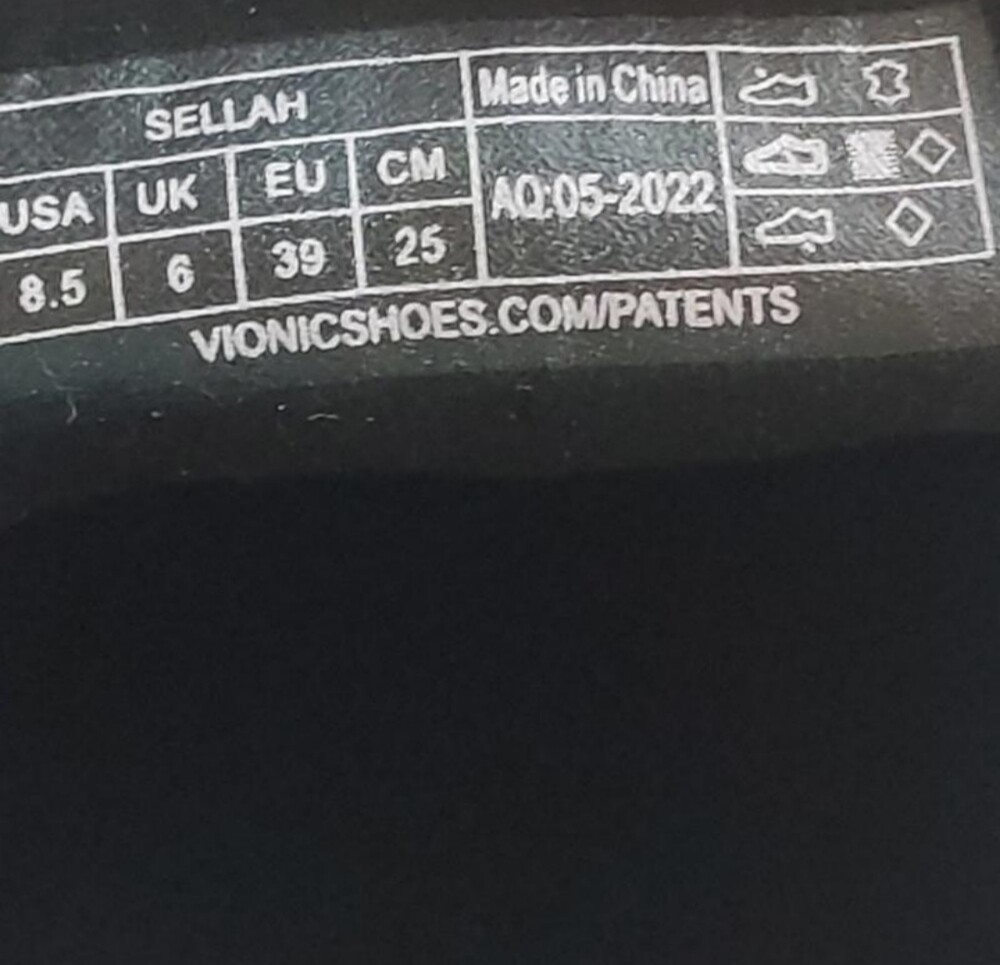 SELLAH
Made in China
USA UK EU CM
AQ:05-2022
8.5 6 39 25
VIONICSHOES.COM/PATENTS